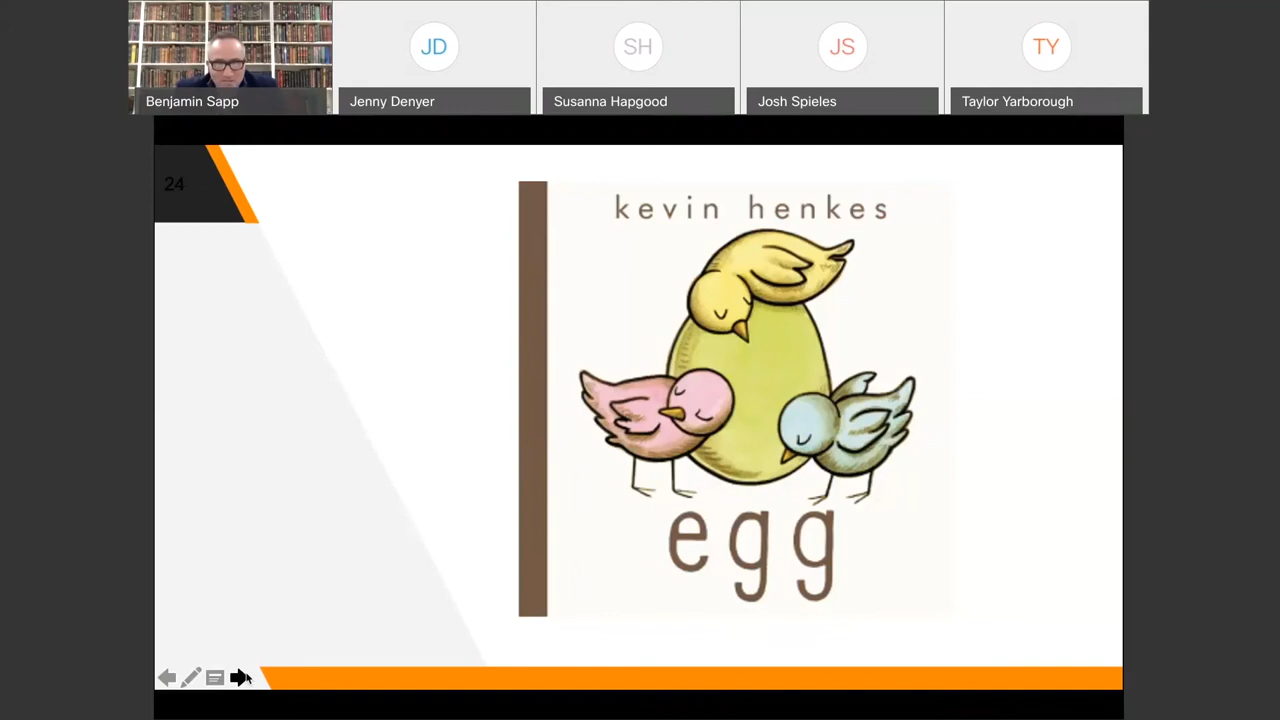 JD
SH
JS
TY
Benjamin Sapp
Jenny Denyer
Susanna Hapgood
Josh Spieles
Taylor Yarborough
24
kevin henkes
egg